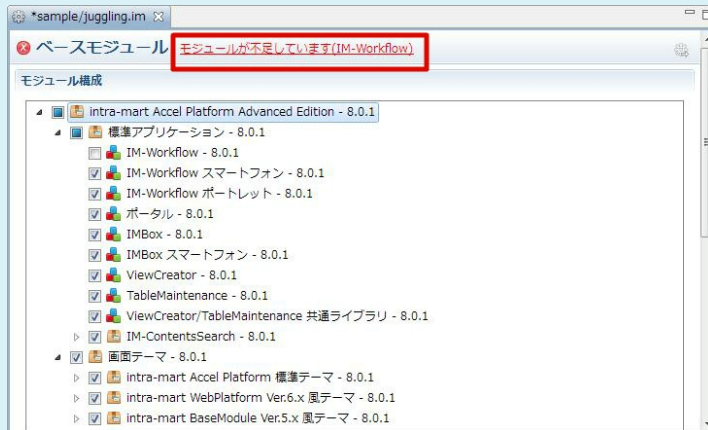 *sample/juggling.im
ベースモジュール モジュールが不足しています(IM-Workflow)
モジュール構成
intra-mart Accel Platform Advanced Edition - 8.0.1
標準アプリケーション - 8.0.1
IM-Workflow - 8.0.1
IM-Workflow スマートフォン - 8.0.1
IM-Workflow ポートレット - 8.0.1
ポータル - 8.0.1
IMBox - 8.0.1
IMBox スマートフォン - 8.0.1
ViewCreator - 8.0.1
TableMaintenance - 8.0.1
ViewCreator/TableMaintenance 共通ライブラリ - 8.0.1
IM-ContentsSearch - 8.0.1
画面テーマ - 8.0.1
intra-mart Accel Platform 標準テーマ - 8.0.1
intra-mart WebPlatform Ver.6.x 風テーマ - 8.0.1
intra-mart BaseModule Ver.5.x 風テーマ - 8.0.1